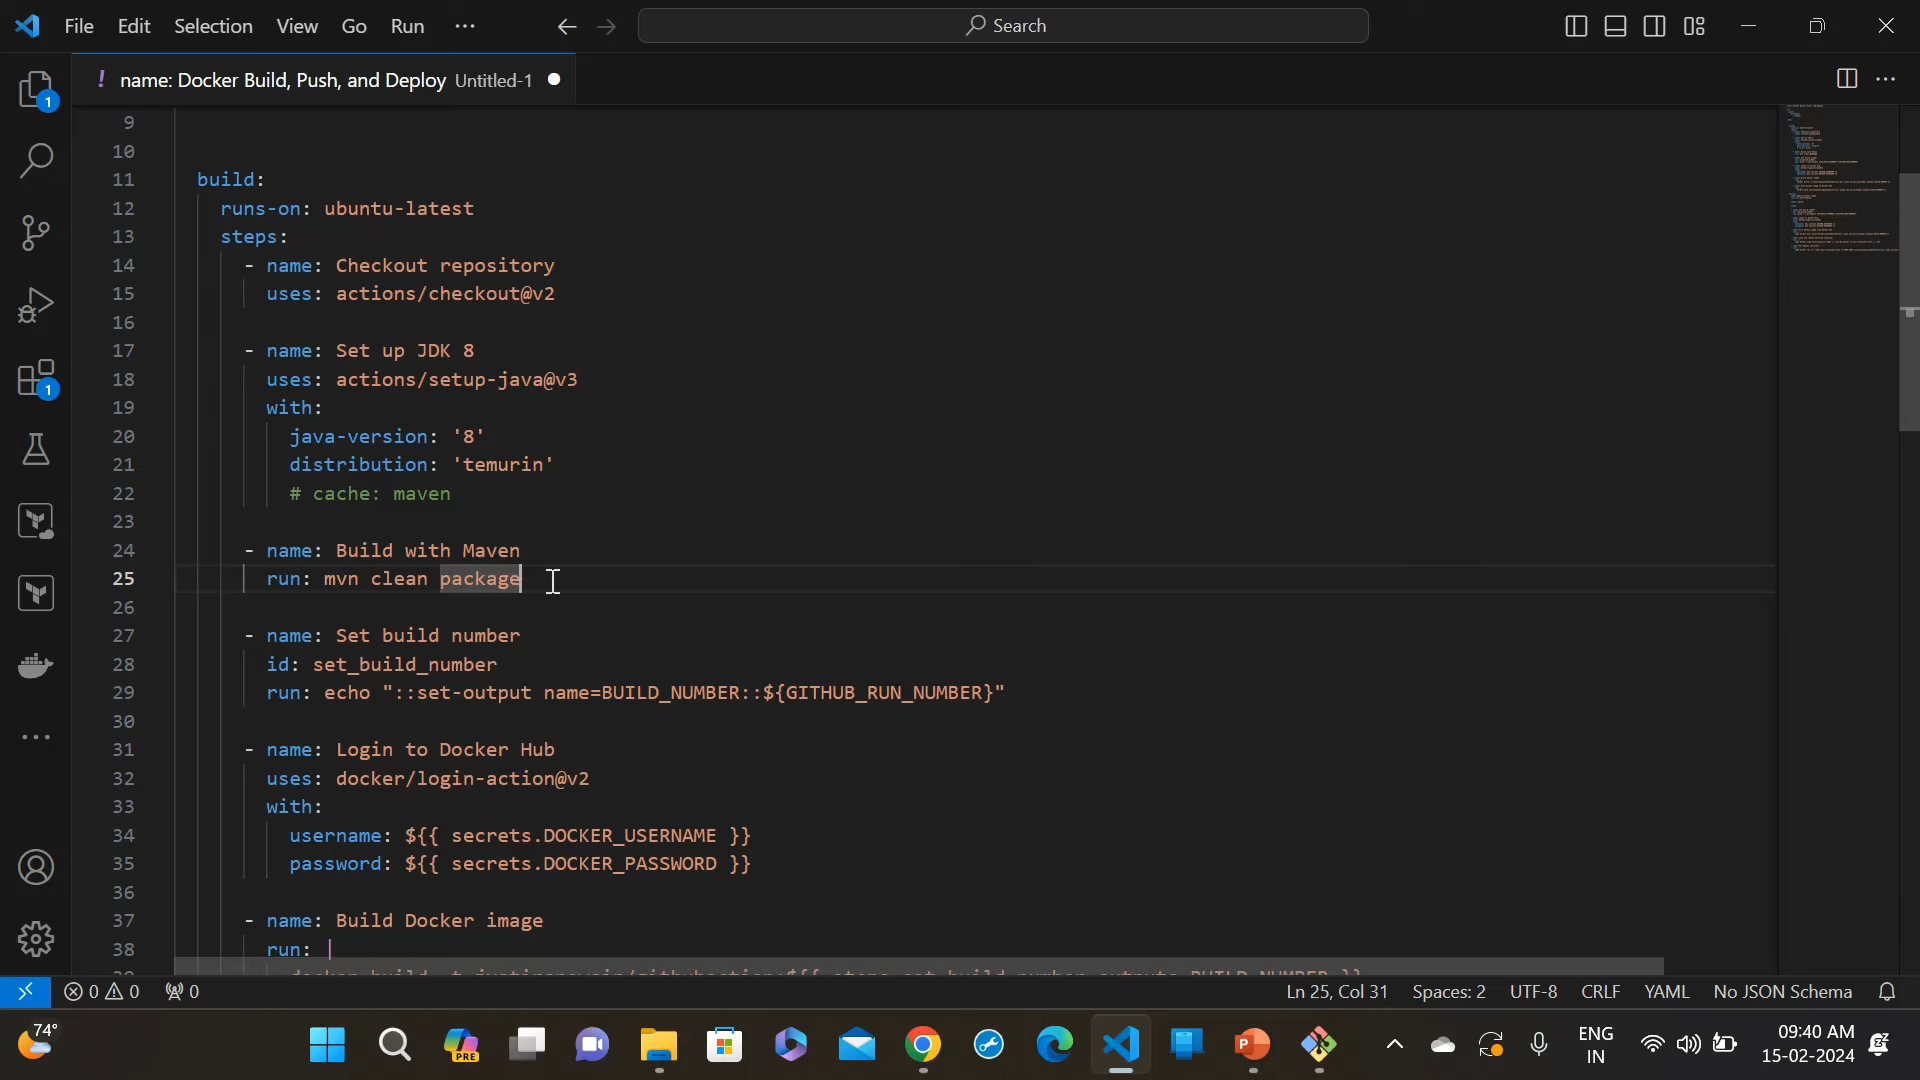 File Edit Selection View Go Run ··· Search
! name: Docker Build, Push, and Deploy Untitled-1
9
10
11 build:
12 runs-on: ubuntu-latest
13 steps:
14 - name: Checkout repository
15 uses: actions/checkout@v2
16
17 - name: Set up JDK 8
18 uses: actions/setup-java@v3
19 with:
20 java-version: '8'
21 distribution: 'temurin'
22 # cache: maven
23
24 - name: Build with Maven
25 run: mvn clean package
26
27 - name: Set build number
28 id: set_build_number
29 run: echo "::set-output name=BUILD_NUMBER::${GITHUB_RUN_NUMBER}"
30
31 - name: Login to Docker Hub
32 uses: docker/login-action@v2
33 with:
34 username: ${{ secrets.DOCKER_USERNAME }}
35 password: ${{ secrets.DOCKER_PASSWORD }}
36
37 - name: Build Docker image
38 run: |
1
1
0 0 0 Ln 25, Col 31 Spaces: 2 UTF-8 CRLF YAML No JSON Schema
74° PRE ENG IN 09:40 AM 15-02-2024